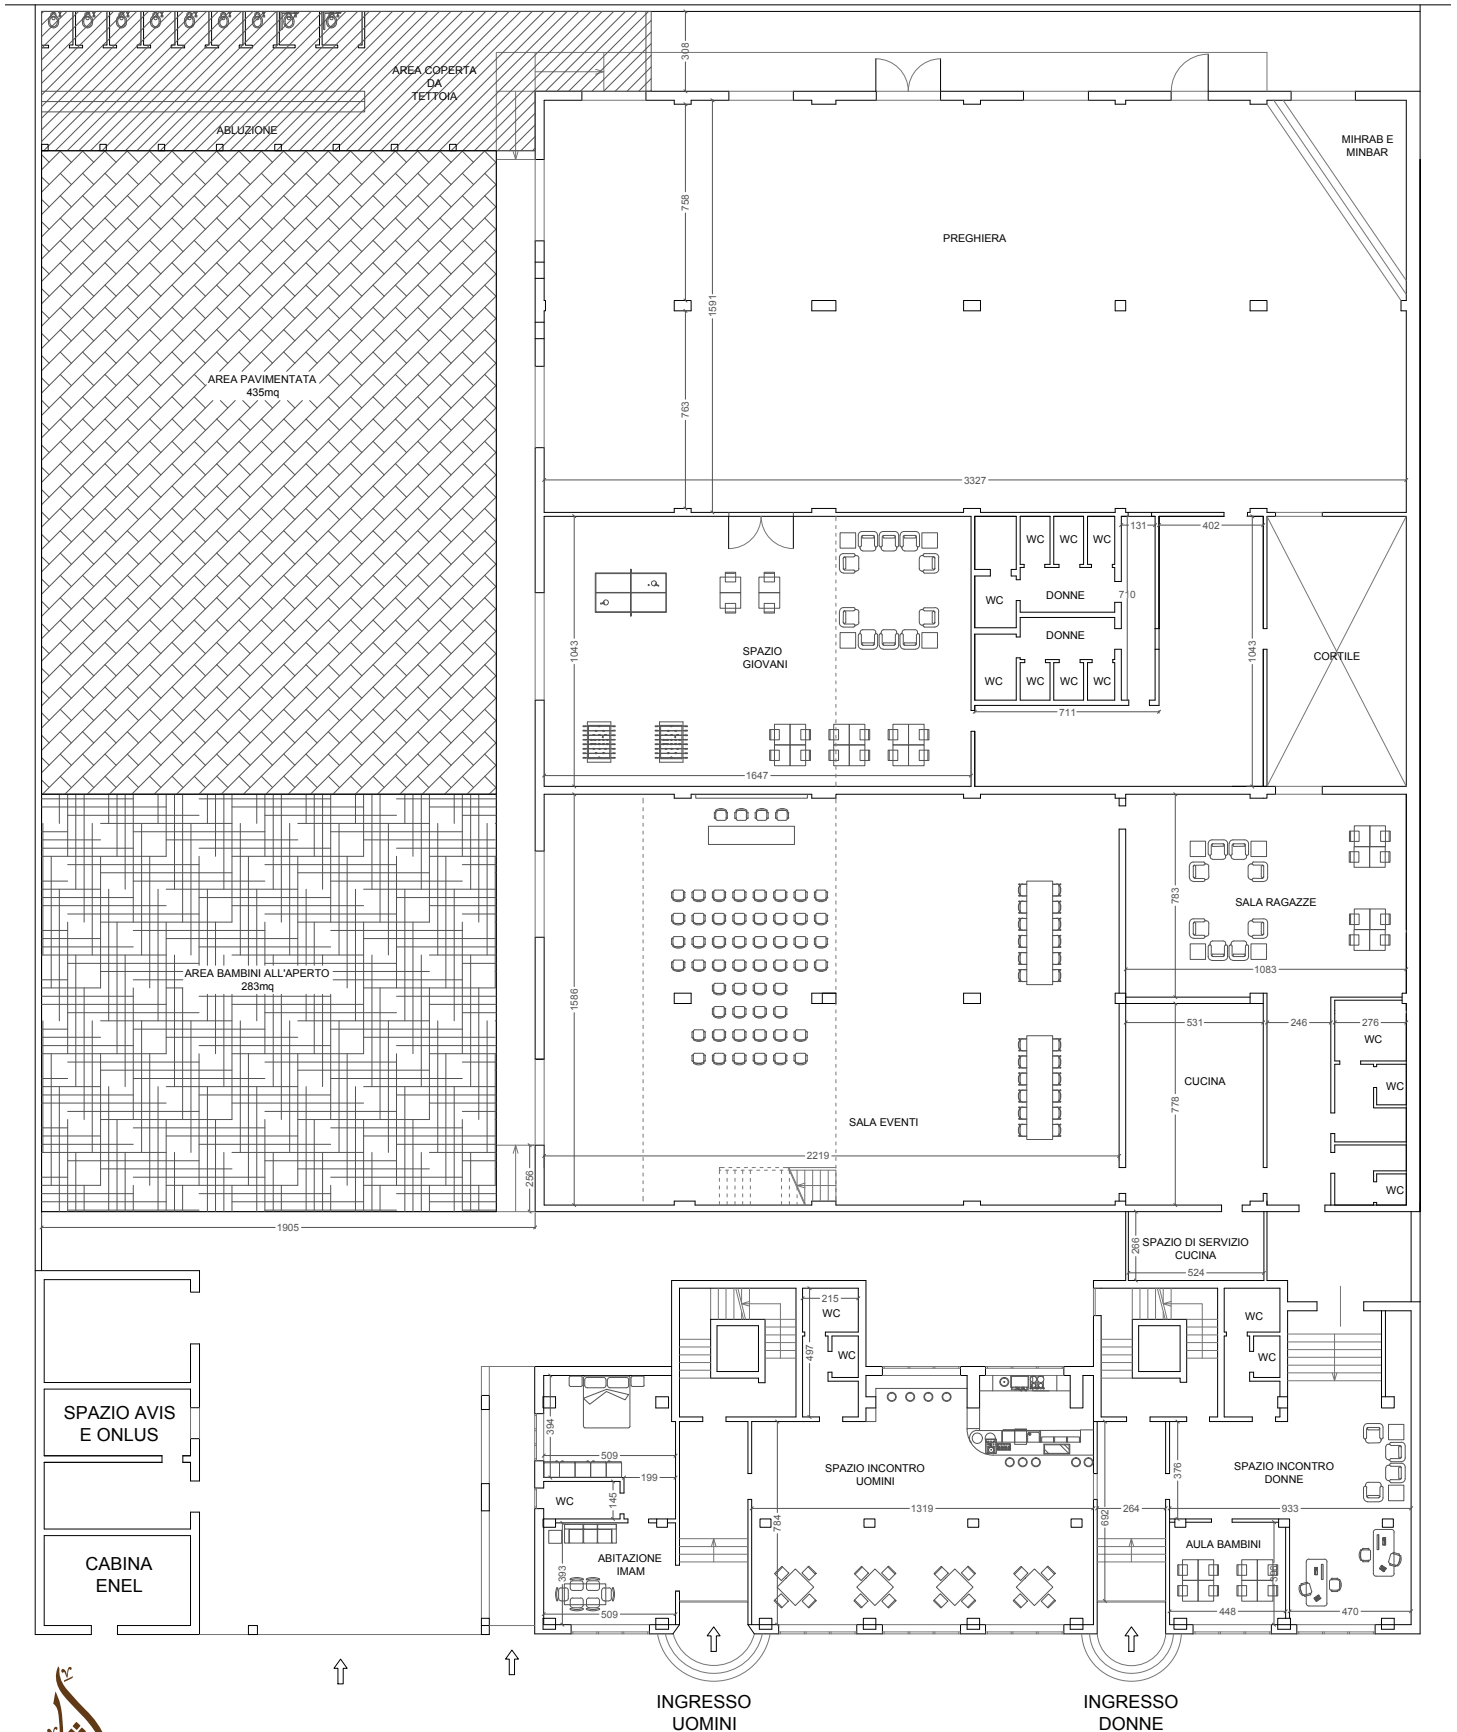 AREA COPERTA
DA
TETTOIA
308
ABLUZIONE
MIHRAB E
MINBAR
758
1591
PREGHIERA
AREA PAVIMENTATA
435mq
763
3327
131
402
WC
WC
WC
WC
DONNE
710
DONNE
WC
WC
WC
WC
SPAZIO
GIOVANI
1043
1043
CORTILE
711
1647
783
SALA RAGAZZE
1083
AREA BAMBINI ALL'APERTO
283mq
1586
531
246
276
WC
CUCINA
WC
778
SALA EVENTI
2219
256
WC
1905
266
SPAZIO DI SERVIZIO
CUCINA
524
215
WC
WC
497
WC
WC
SPAZIO AVIS
E ONLUS
394
509
199
SPAZIO INCONTRO
UOMINI
376
SPAZIO INCONTRO
DONNE
WC
145
1319
264
933
784
692
CABINA
ENEL
393
ABITAZIONE
IMAM
AULA BAMBINI
509
448
470
INGRESSO
UOMINI
INGRESSO
DONNE